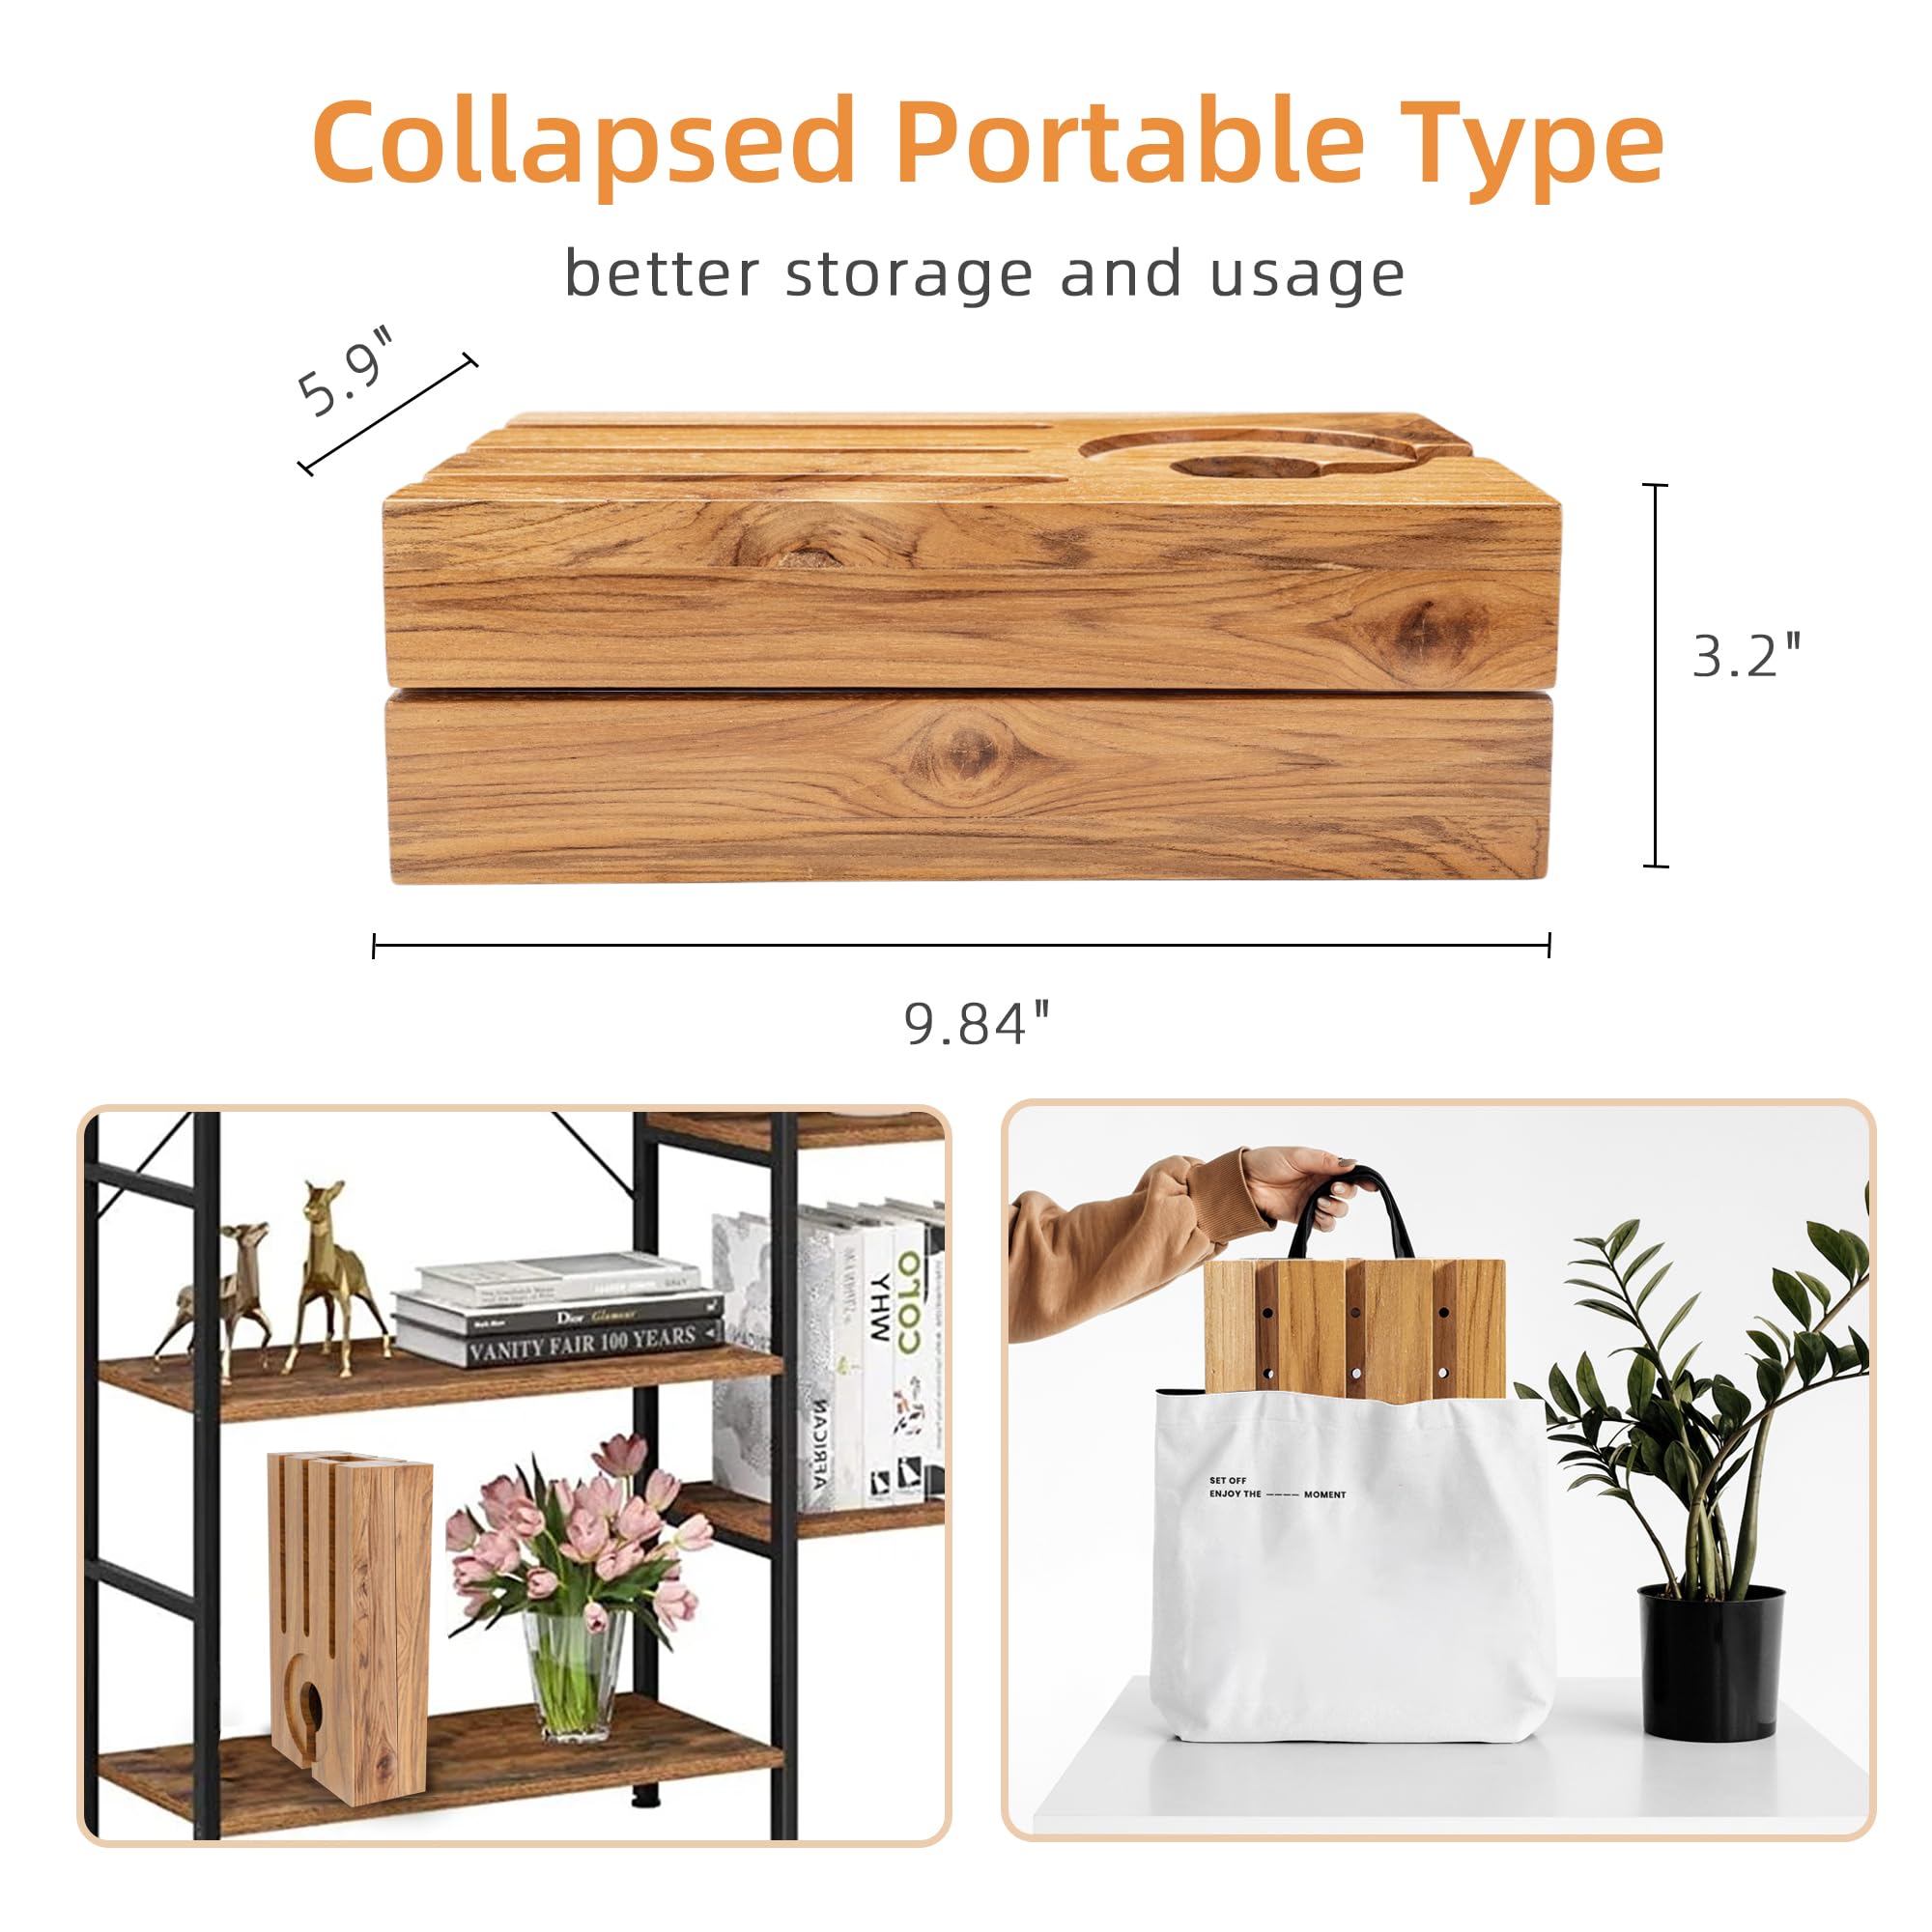 Collapsed Portable Type
better storage and usage
5.9"
3.2"
9.84"
Dior Glamour
VANITY FAIR 100 YEARS
WHY
COMO
AFRICAN
SET OFF
ENJOY THE ———— MOMENT